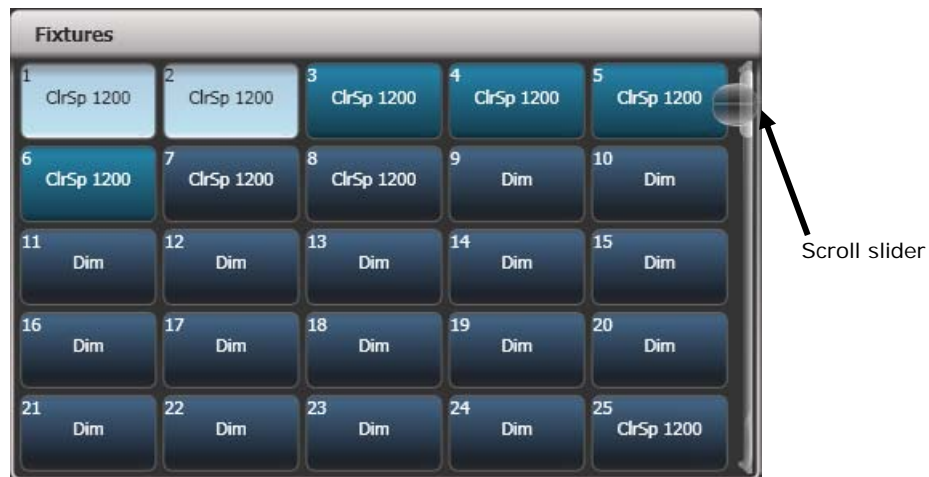 Fixtures
1 2 3 4 5
ClrSp 1200 ClrSp 1200 ClrSp 1200 ClrSp 1200 ClrSp 1200
6 7 8 9 10
ClrSp 1200 ClrSp 1200 ClrSp 1200 Dim Dim
11 12 13 14 15
Dim Dim Dim Dim Dim
Scroll slider
16 17 18 19 20
Dim Dim Dim Dim Dim
21 22 23 24 25
Dim Dim Dim Dim ClrSp 1200